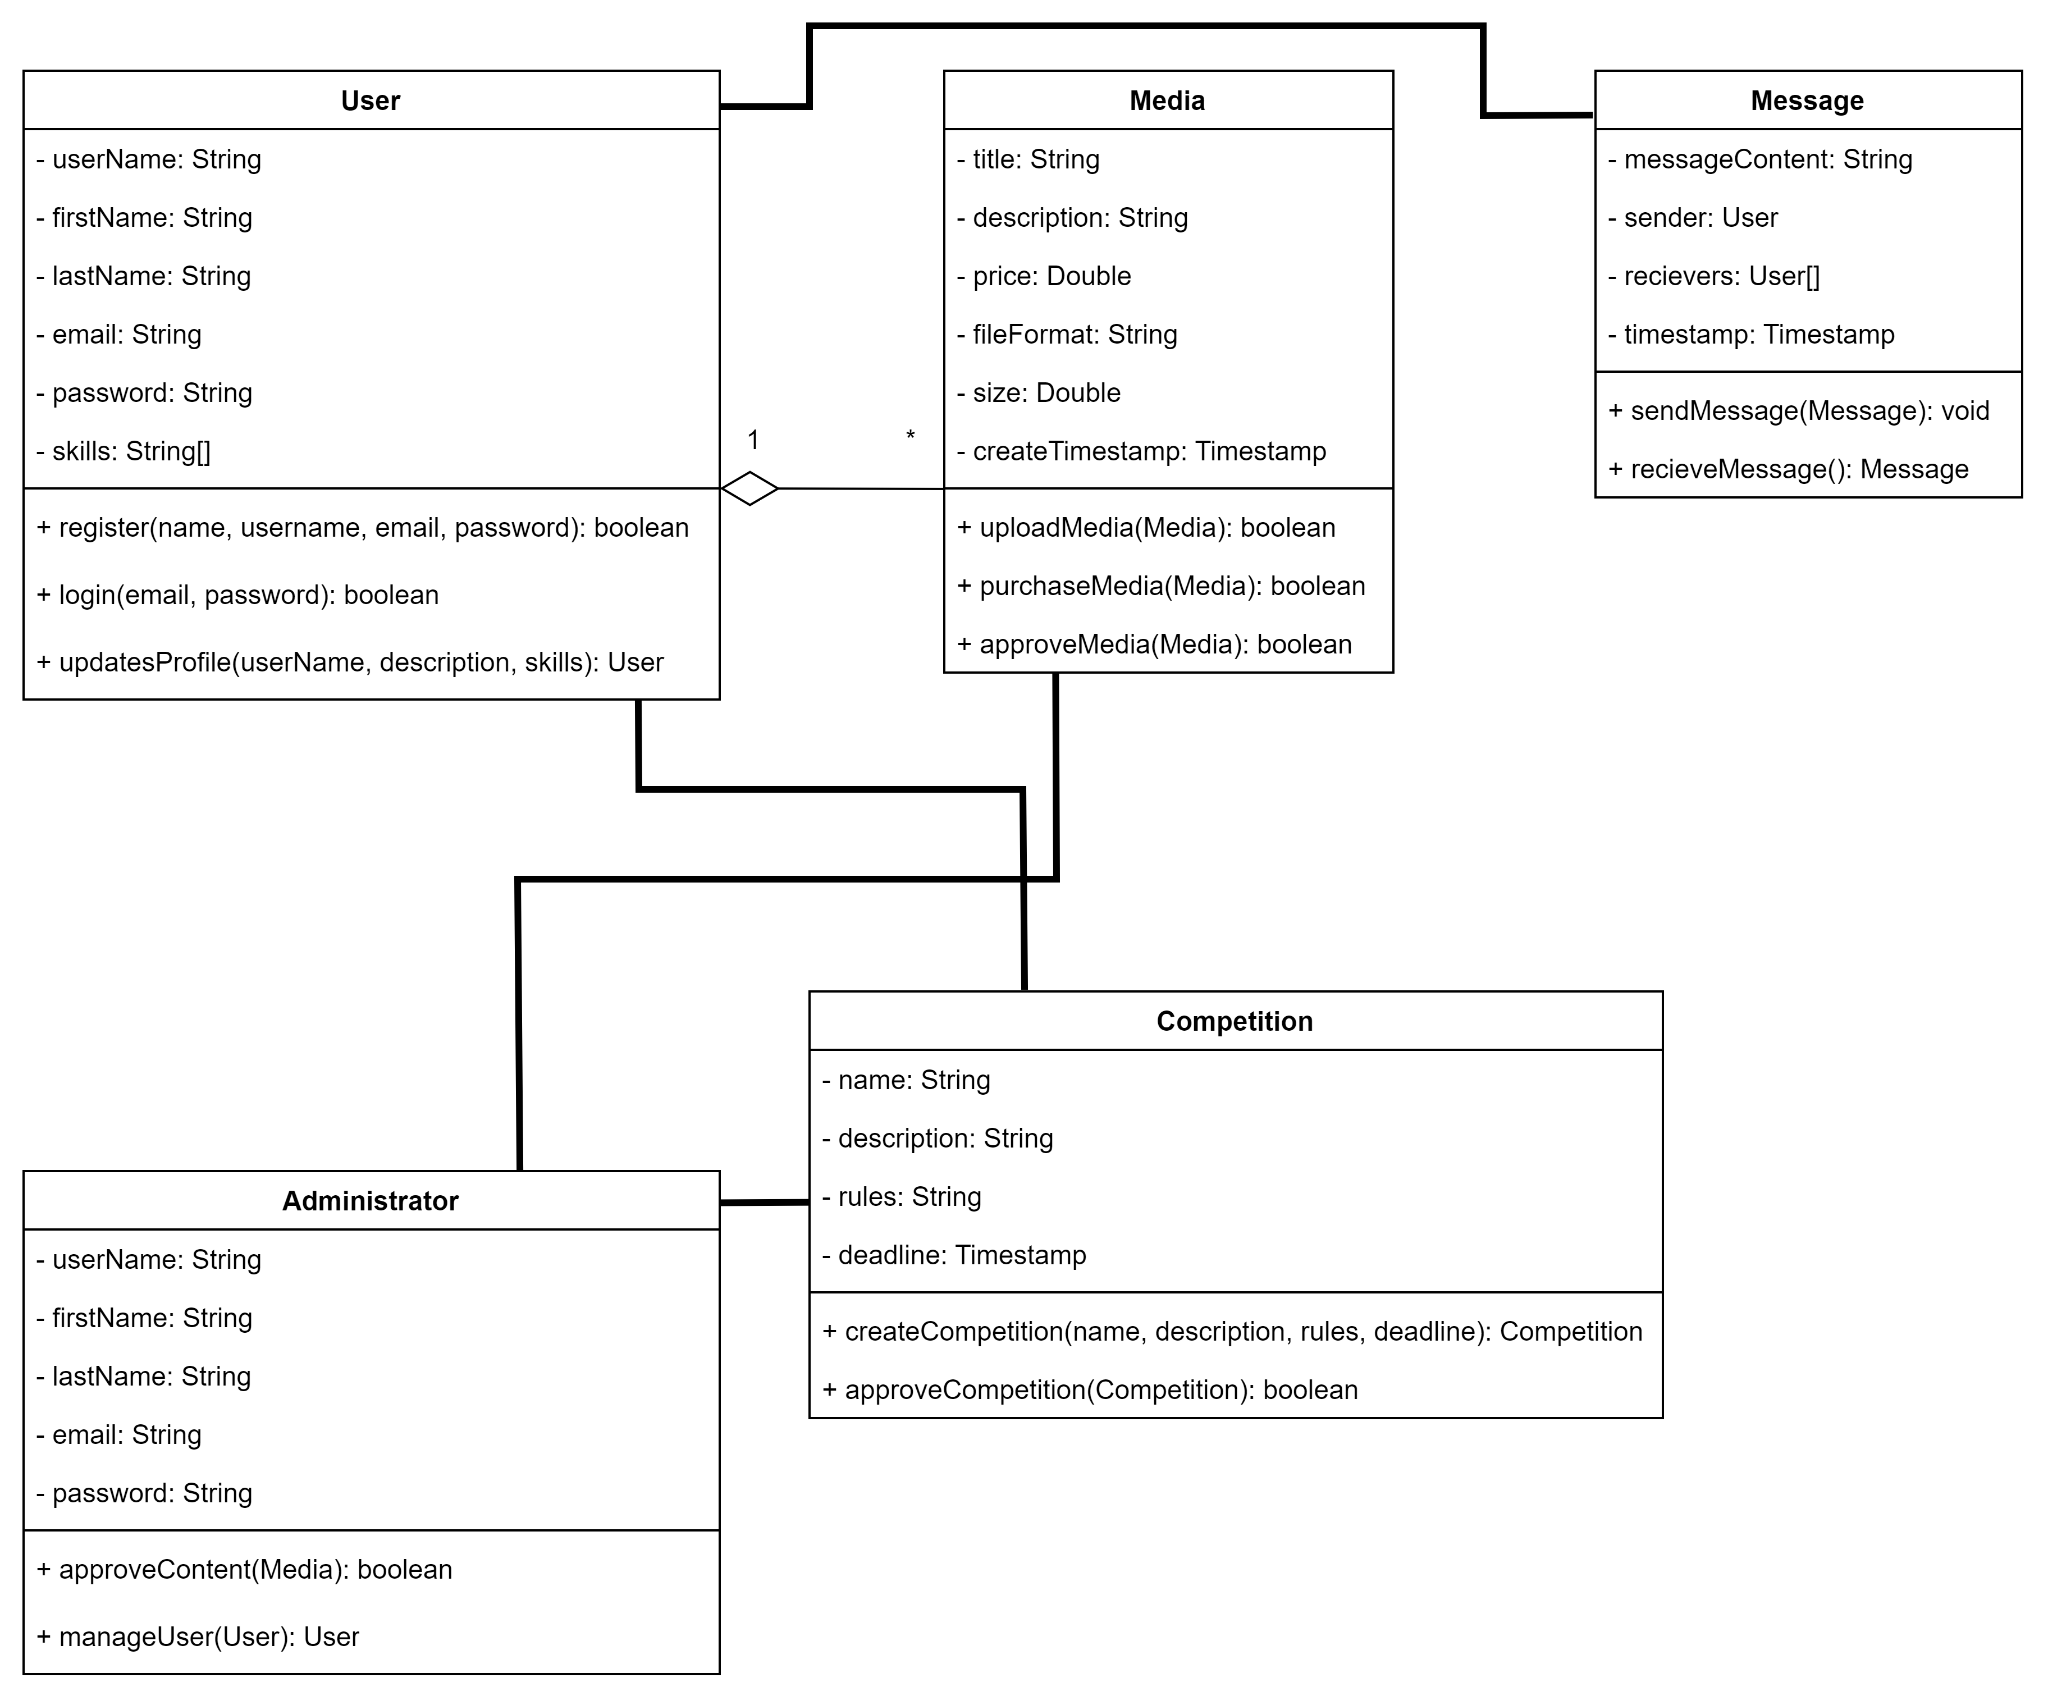 User
- userName: String
- firstName: String
- lastName: String
- email: String
- password: String
- skills: String[]
+ register(name, username, email, password): boolean
+ login(email, password): boolean
+ updatesProfile(userName, description, skills): User
1
*
Media
- title: String
- description: String
- price: Double
- fileFormat: String
- size: Double
- createTimestamp: Timestamp
+ uploadMedia(Media): boolean
+ purchaseMedia(Media): boolean
+ approveMedia(Media): boolean
Message
- messageContent: String
- sender: User
- recievers: User[]
- timestamp: Timestamp
+ sendMessage(Message): void
+ recieveMessage(): Message
Competition
- name: String
- description: String
- rules: String
- deadline: Timestamp
+ createCompetition(name, description, rules, deadline): Competition
+ approveCompetition(Competition): boolean
Administrator
- userName: String
- firstName: String
- lastName: String
- email: String
- password: String
+ approveContent(Media): boolean
+ manageUser(User): User